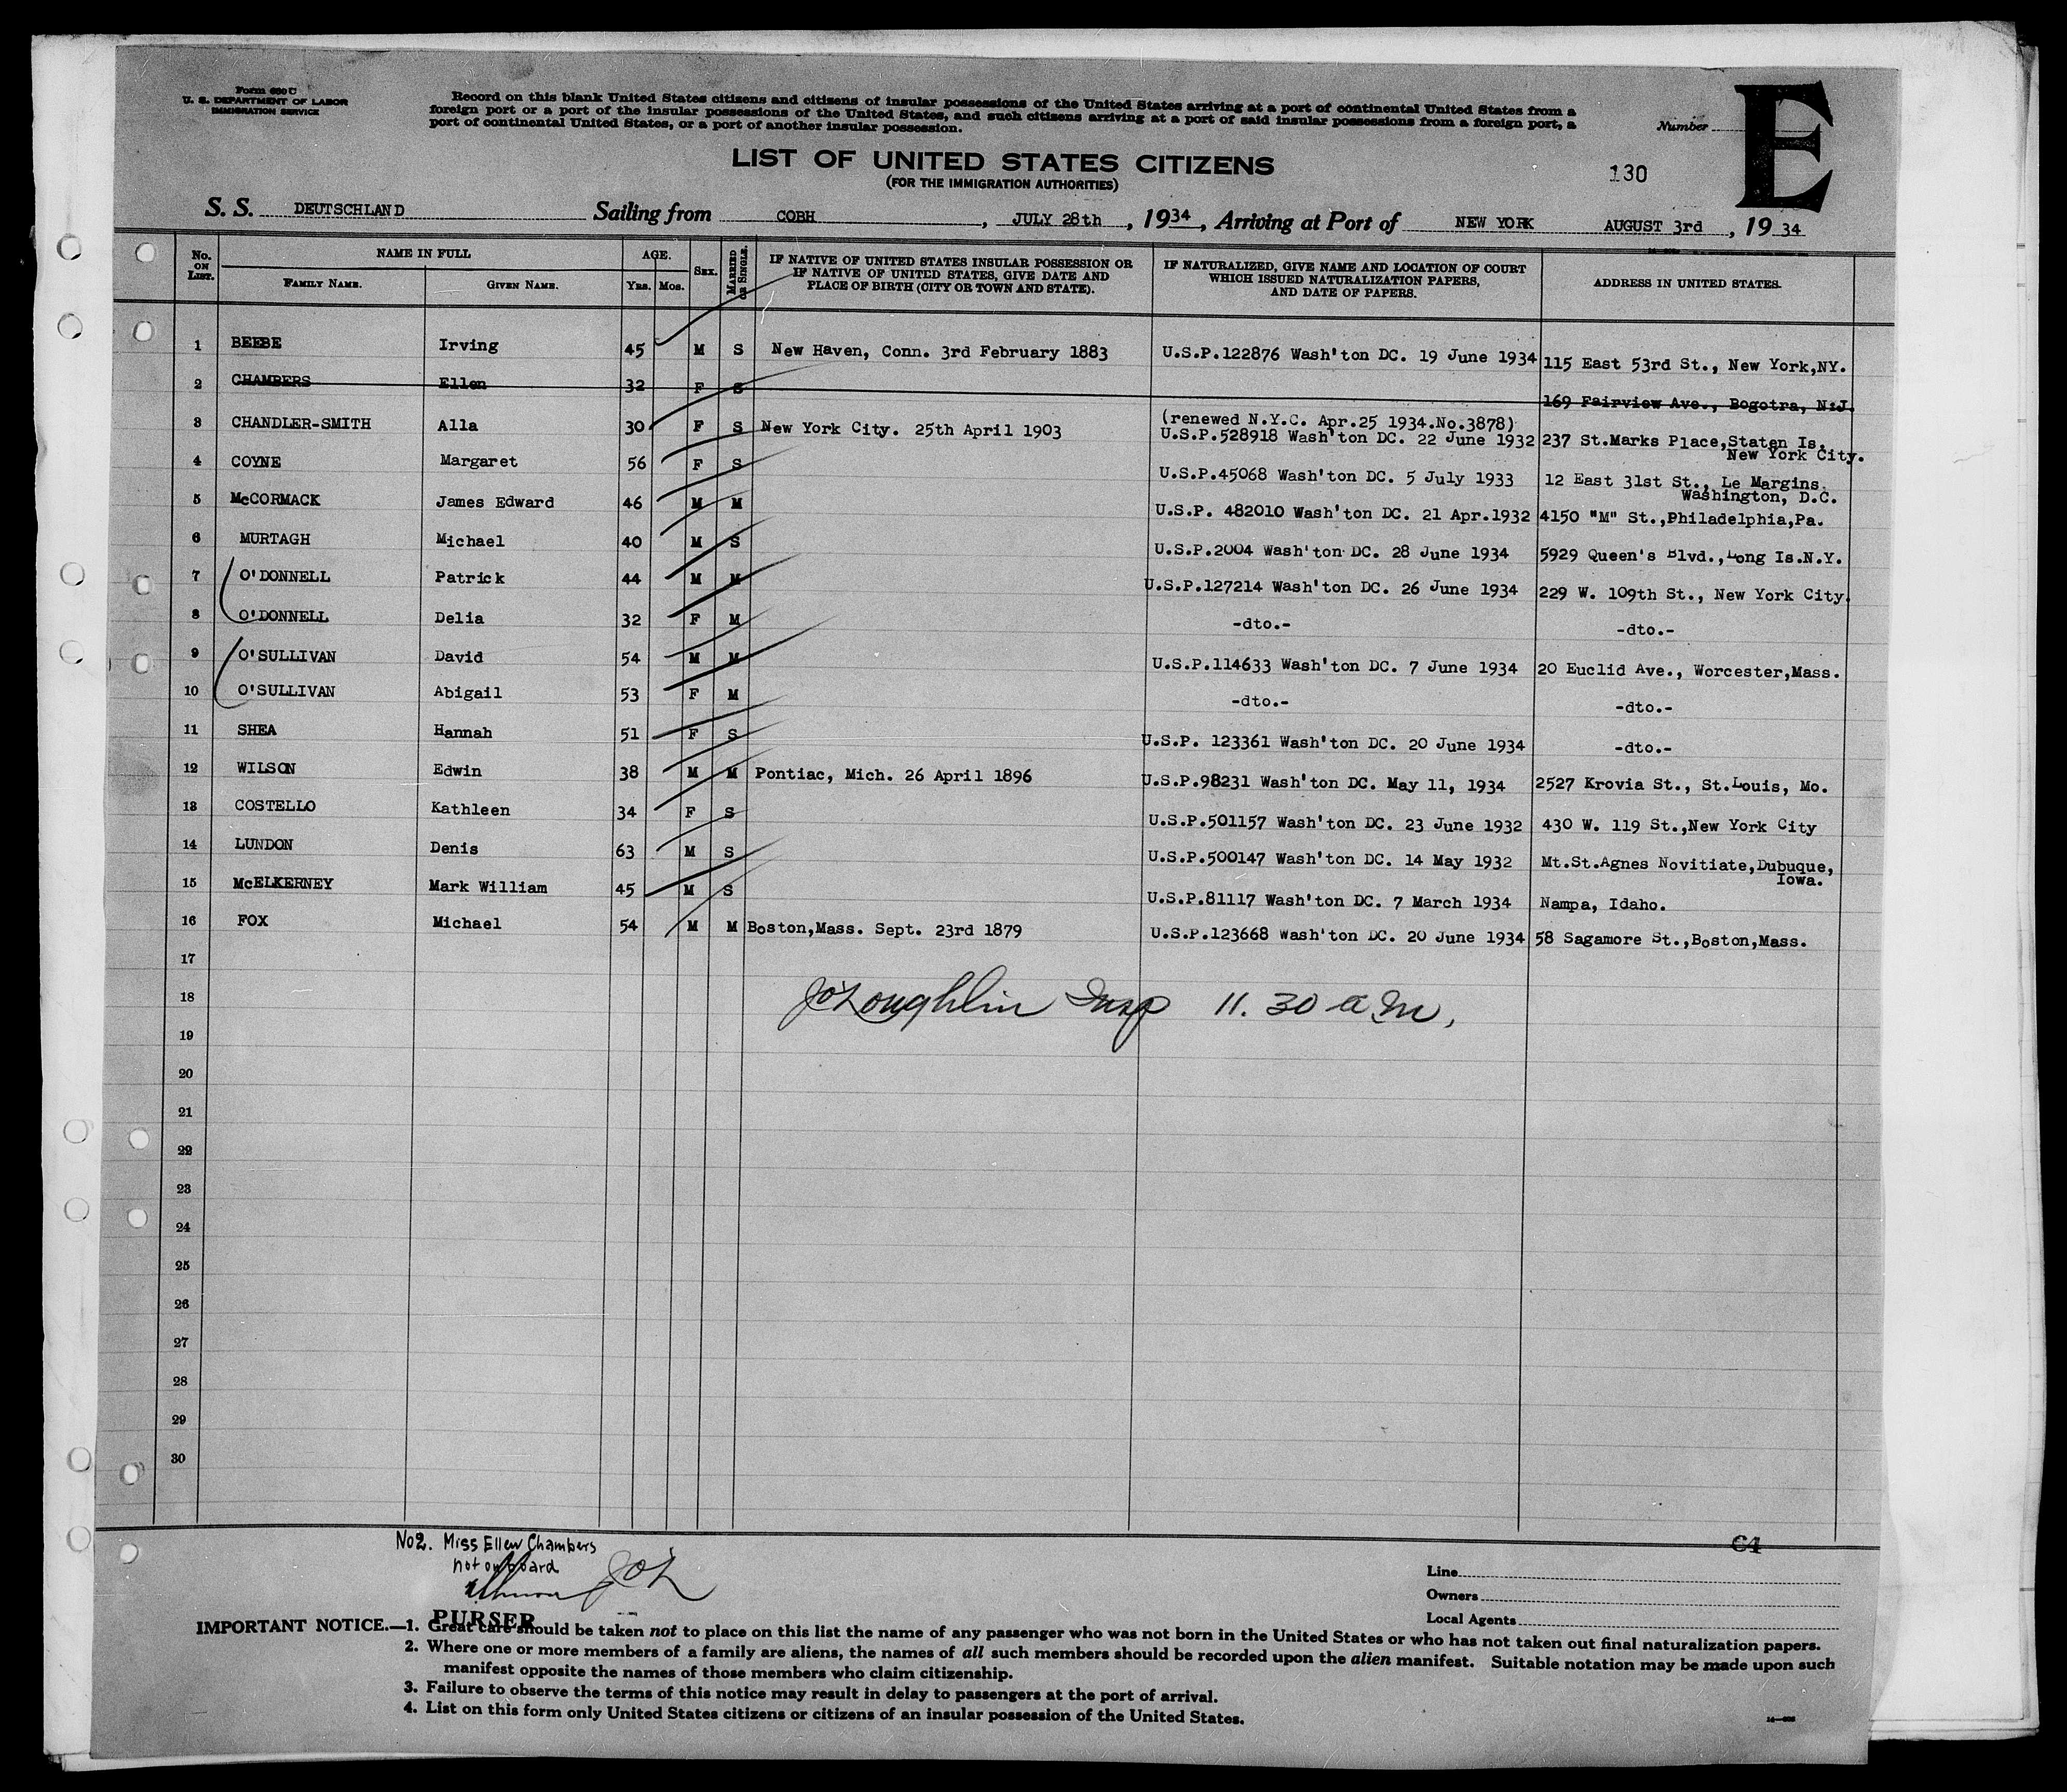 Form 630 C
U. S. DEPARTMENT OF LABOR
IMMIGRATION SERVICE
Record on this blank United States citizens and citizens of insular possessions of the United States arriving at a port of continental United States from a
foreign port or a port of the insular possessions of the United States, and such citizens arriving at a port of said insular possessions from a foreign port, a
port of continental United States, or a port of another insular possession.
Number
E
LIST OF UNITED STATES CITIZENS
(FOR THE IMMIGRATION AUTHORITIES)
130
S. S. DEUTSCHLAND Sailing from COBH, JULY 28th, 1934, Arriving at Port of NEW YORK AUGUST 3rd, 19 34
No. ON LIST. NAME IN FULL FAMILY NAME. GIVEN NAME. AGE. Yrs. Mos. SEX. MARRIED OR SINGLE. IF NATIVE OF UNITED STATES INSULAR POSSESSION OR IF NATIVE OF UNITED STATES, GIVE DATE AND PLACE OF BIRTH (CITY OR TOWN AND STATE). IF NATURALIZED, GIVE NAME AND LOCATION OF COURT WHICH ISSUED NATURALIZATION PAPERS, AND DATE OF PAPERS. ADDRESS IN UNITED STATES.
1 BEEBE Irving 45 M S New Haven, Conn. 3rd February 1883 U.S.P.122876 Wash'ton DC. 19 June 1934 115 East 53rd St., New York,NY.
2 CHAMBERS Ellen 32 F S 169 Fairview Ave., Bogotra, N.J.
3 CHANDLER-SMITH Alla 30 F S New York City. 25th April 1903 (renewed N.Y.C. Apr.25 1934.No.3878) U.S.P.528918 Wash'ton DC. 22 June 1932 237 St.Marks Place,Staten Is. New York City.
4 COYNE Margaret 56 F S U.S.P.45068 Wash'ton DC. 5 July 1933 12 East 31st St., Le Margins. Washington, D.C.
5 McCORMACK James Edward 46 M M U.S.P. 482010 Wash'ton DC. 21 Apr.1932 4150 "M" St.,Philadelphia,Pa.
6 MURTAGH Michael 40 M S U.S.P.2004 Wash'ton DC. 28 June 1934 5929 Queen's Blvd.,Long Is.N.Y.
7 O'DONNELL Patrick 44 M M U.S.P.127214 Wash'ton DC. 26 June 1934 229 W. 109th St., New York City.
8 O'DONNELL Delia 32 F M -dto.- -dto.-
9 O'SULLIVAN David 54 M M U.S.P.114633 Wash'ton DC. 7 June 1934 20 Euclid Ave., Worcester,Mass.
10 O'SULLIVAN Abigail 53 F M -dto.- -dto.-
11 SHEA Hannah 51 F S U.S.P. 123361 Wash'ton DC. 20 June 1934 -dto.-
12 WILSON Edwin 38 M M Pontiac, Mich. 26 April 1896 U.S.P.98231 Wash'ton DC. May 11, 1934 2527 Krovia St., St.Louis, Mo.
13 COSTELLO Kathleen 34 F S U.S.P.501157 Wash'ton DC. 23 June 1932 430 W. 119 St.,New York City
14 LUNDON Denis 63 M S U.S.P.500147 Wash'ton DC. 14 May 1932 Mt.St.Agnes Novitiate,Dubuque, Iowa.
15 McELKERNEY Mark William 45 M S U.S.P.81117 Wash'ton DC. 7 March 1934 Nampa, Idaho.
16 FOX Michael 54 M M Boston,Mass. Sept. 23rd 1879 U.S.P.123668 Wash'ton DC. 20 June 1934 58 Sagamore St.,Boston,Mass.
17
18 JO'Loughlin Insp 11. 30 a.m.
19
20
21
22
23
24
25
26
27
28
29
30
C4
No2. Miss Ellen Chambers
not on board
JO'L
PURSER
Line
Owners
Local Agents
IMPORTANT NOTICE.—1. Great care should be taken not to place on this list the name of any passenger who was not born in the United States or who has not taken out final naturalization papers.
2. Where one or more members of a family are aliens, the names of all such members should be recorded upon the alien manifest. Suitable notation may be made upon such
manifest opposite the names of those members who claim citizenship.
3. Failure to observe the terms of this notice may result in delay to passengers at the port of arrival.
4. List on this form only United States citizens or citizens of an insular possession of the United States.